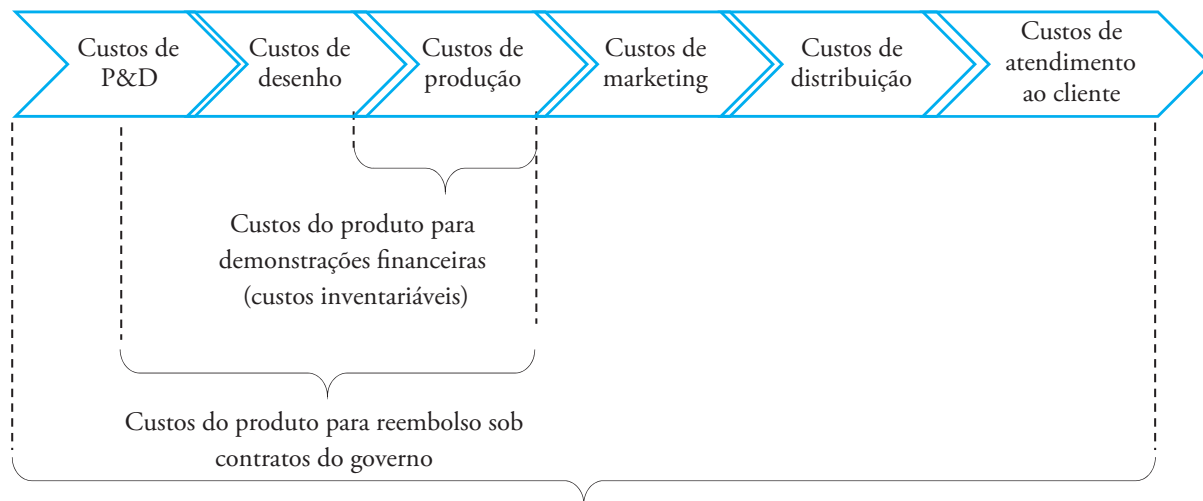 Custos de
P&D
Custos de
desenho
Custos de
produção
Custos de
marketing
Custos de
distribuição
Custos de
atendimento
ao cliente
Custos do produto para
demonstrações financeiras
(custos inventariáveis)
Custos do produto para reembolso sob
contratos do governo